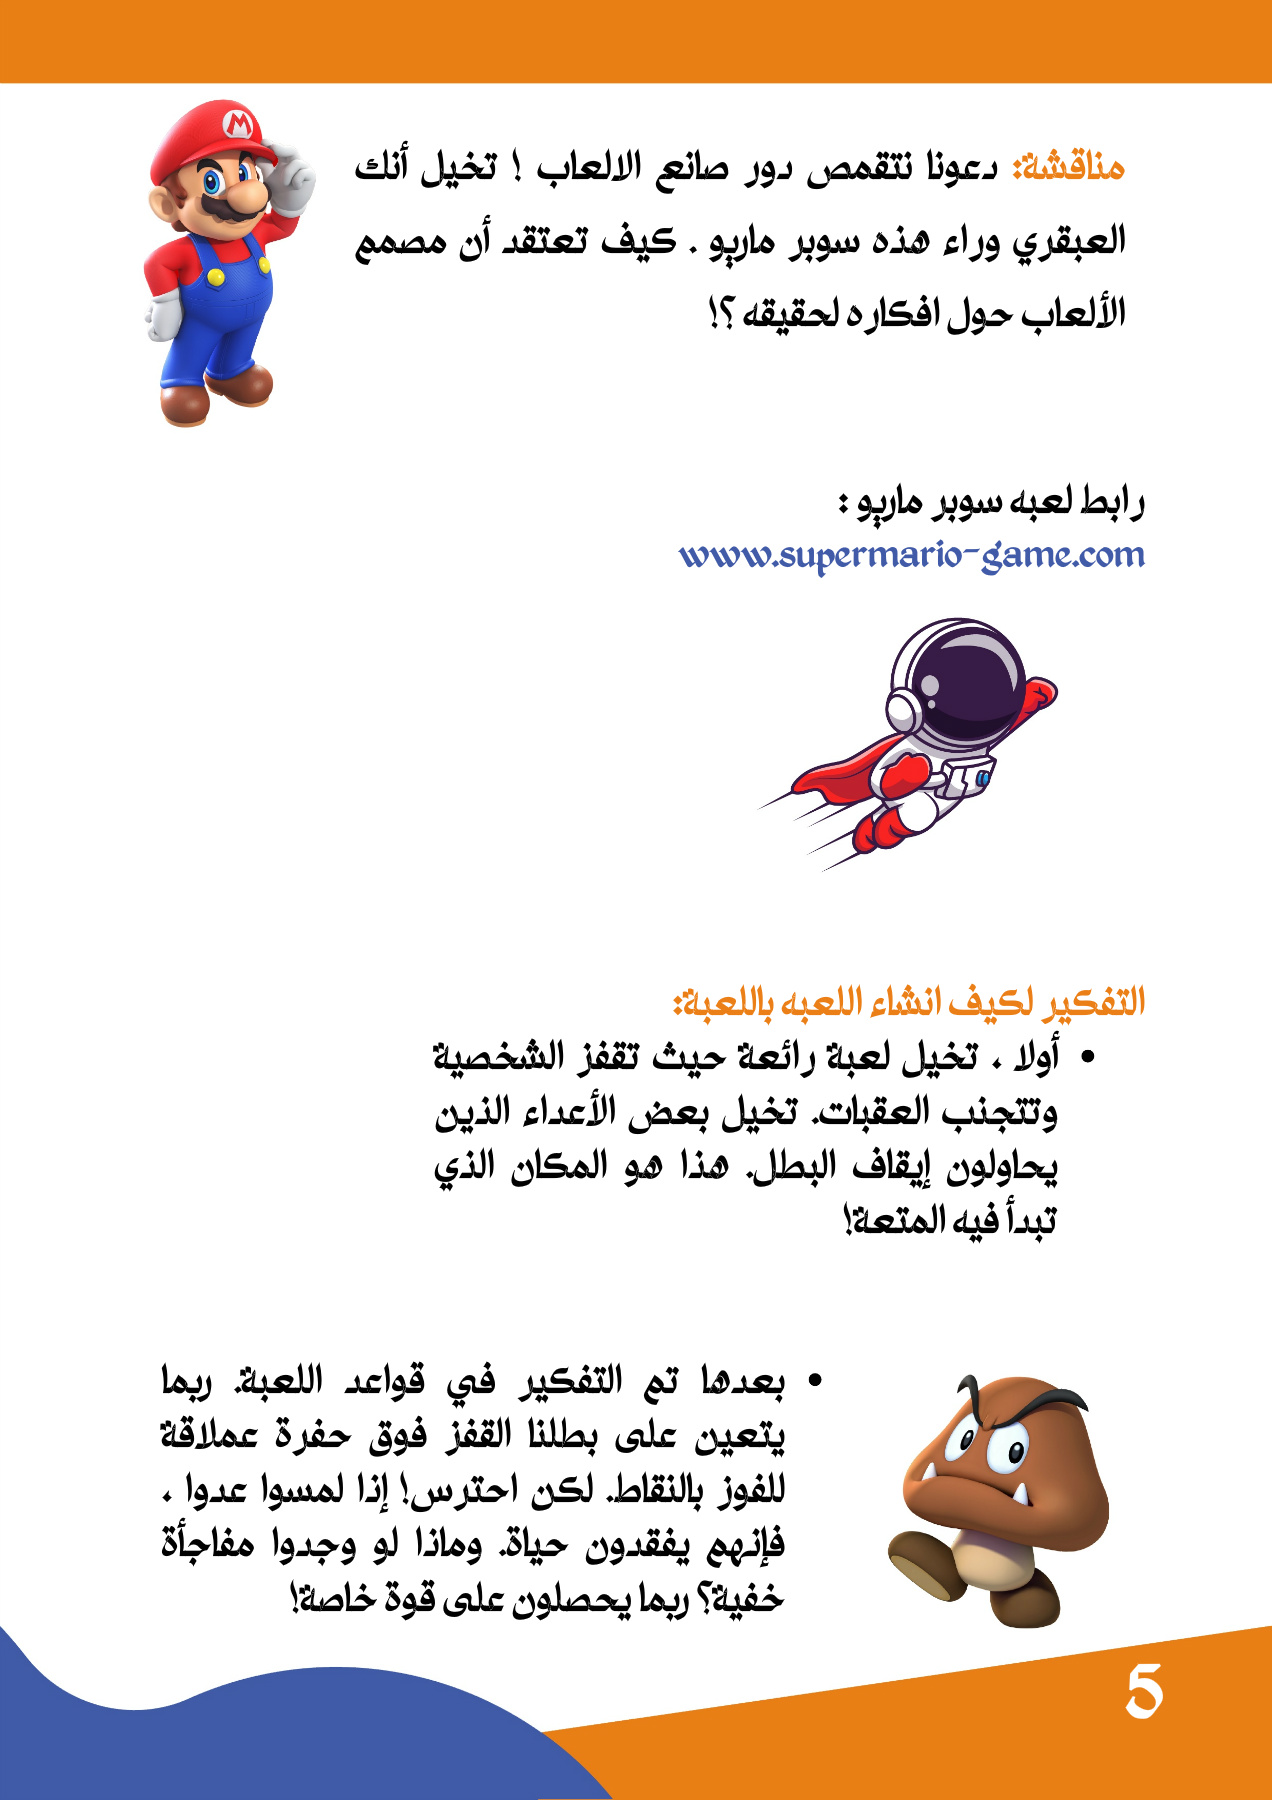 مناقشة: دعونا نتقمص دور صانع الالعاب ! تخيل أنك
العبقري وراء هذه سوبر ماريو . كيف تعتقد أن مصمم
الألعاب حول افكاره لحقيقه ؟!
رابط لعبه سوبر ماريو :
www.supermario-game.com
التفكير لكيف انشاء اللعبه باللعبة:
• أولا ، تخيل لعبة رائعة حيث تقفز الشخصية
وتتجنب العقبات. تخيل بعض الأعداء الذين
يحاولون إيقاف البطل. هذا هو المكان الذي
تبدأ فيه المتعة!
• بعدها تم التفكير في قواعد اللعبة. ربما
يتعين على بطلنا القفز فوق حفرة عملاقة
للفوز بالنقاط. لكن احترس! إذا لمسوا عدوا ،
فإنهم يفقدون حياة. وماذا لو وجدوا مفاجأة
خفية؟ ربما يحصلون على قوة خاصة!
5
M